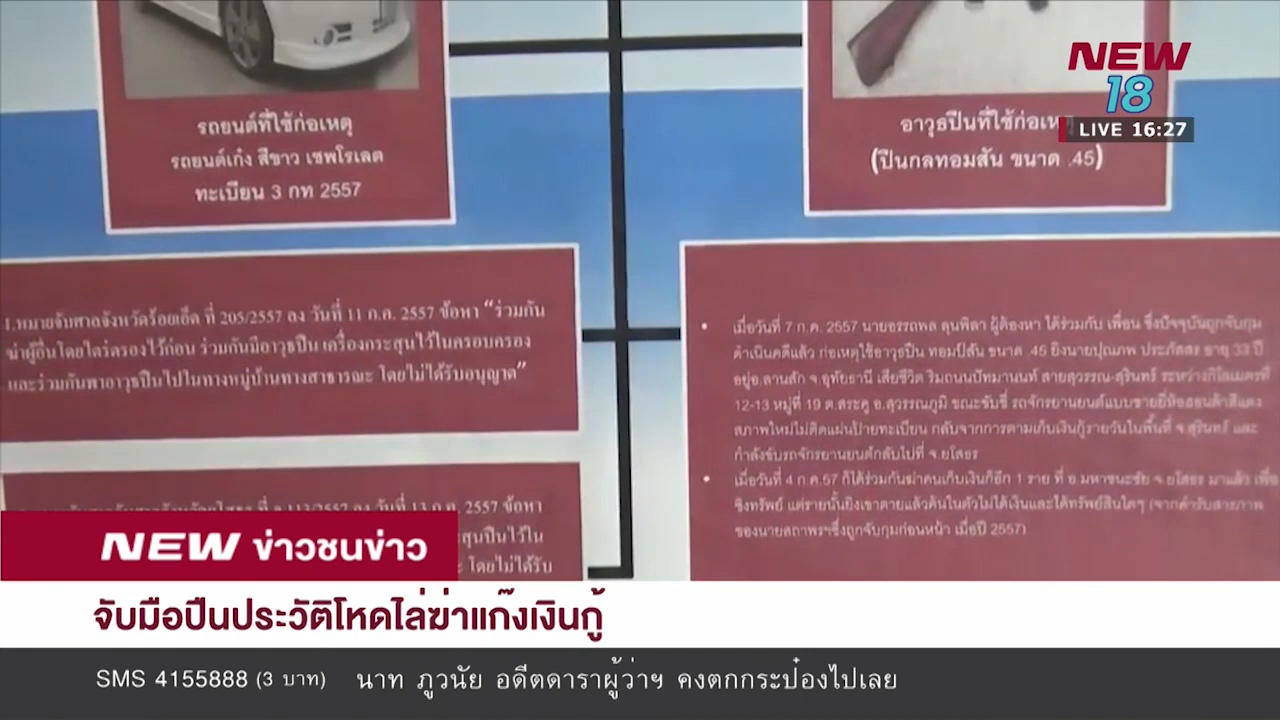 NEW
18
LIVE 16:27
รถยนต์ที่ใช้ก่อเหตุ
รถยนต์เก๋ง สีขาว เชพโรเลต
ทะเบียน 3 กท 2557
อาวุธปืนที่ใช้ก่อเห
(ปืนกลทอมสัน ขนาด .45)
1.หมายจับศาลจังหวัดร้อยเอ็ด ที่ 205/2557 ลง วันที่ 11 ก.ค. 2557 ข้อหา “ร่วมกัน
ฆ่าผู้อื่นโดยไตร่ตรองไว้ก่อน ร่วมกันมีอาวุธปืน เครื่องกระสุนไว้ในครอบครอง
และร่วมกันพาอาวุธปืนไปในทางหมู่บ้านทางสาธารณะ โดยไม่ได้รับอนุญาต”
2557 ลง วันที่ 13 ก.ค. 2557 ข้อหา
สุนปืนไว้ใน
โดยไม่ได้รับ
• เมื่อวันที่ 7 ก.ค. 2557 นายอรรถพล ลุนพิลา ผู้ต้องหา ได้ร่วมกับ เพื่อน ซึ่งปัจจุบันถูกจับกุม
ดำเนินคดีแล้ว ก่อเหตุใช้อาวุธปืน ทอมป์สัน ขนาด .45 ยิงนายปุณภพ ประภัสสร อายุ 33 ปี
อยู่อ.ลานสัก จ.อุทัยธานี เสียชีวิต ริมถนนปัทมานนท์ สายสุวรรณ-สุรินทร์ ระหว่างกิโลเมตรที่
12-13 หมู่ที่ 19 ต.สระคู อ.สุวรรณภูมิ ขณะขับขี่ รถจักรยานยนต์แบบชายยี่ห้อฮอนด้าสีแดง
สภาพใหม่ไม่ติดแผ่นป้ายทะเบียน กลับจากการตามเก็บเงินกู้รายวันในพื้นที่ จ.สุรินทร์ และ
กำลังขับรถจักรยานยนต์กลับไปที่ จ.ยโสธร
• เมื่อวันที่ 4 ก.ค.57 ก็ได้ร่วมกันฆ่าคนเก็บเงินกู้อีก 1 ราย ที่ อ.มหาชนะชัย จ.ยโสธร มาแล้ว เพื่อ
ชิงทรัพย์ แต่รายนั้นยิงเขาตายแล้วค้นในตัวไม่ได้เงินและได้ทรัพย์สินใดๆ (จากคำรับสารภาพ
ของนายสถาพรฯซึ่งถูกจับกุมก่อนหน้า เมื่อปี 2557)
NEW ข่าวชนข่าว
จับมือปืนประวัติโหดไล่ฆ่าแก๊งเงินกู้
SMS 4155888 (3 บาท) นาท ภูวนัย อดีตดาราผู้ว่าฯ คงตกกระป๋องไปเลย